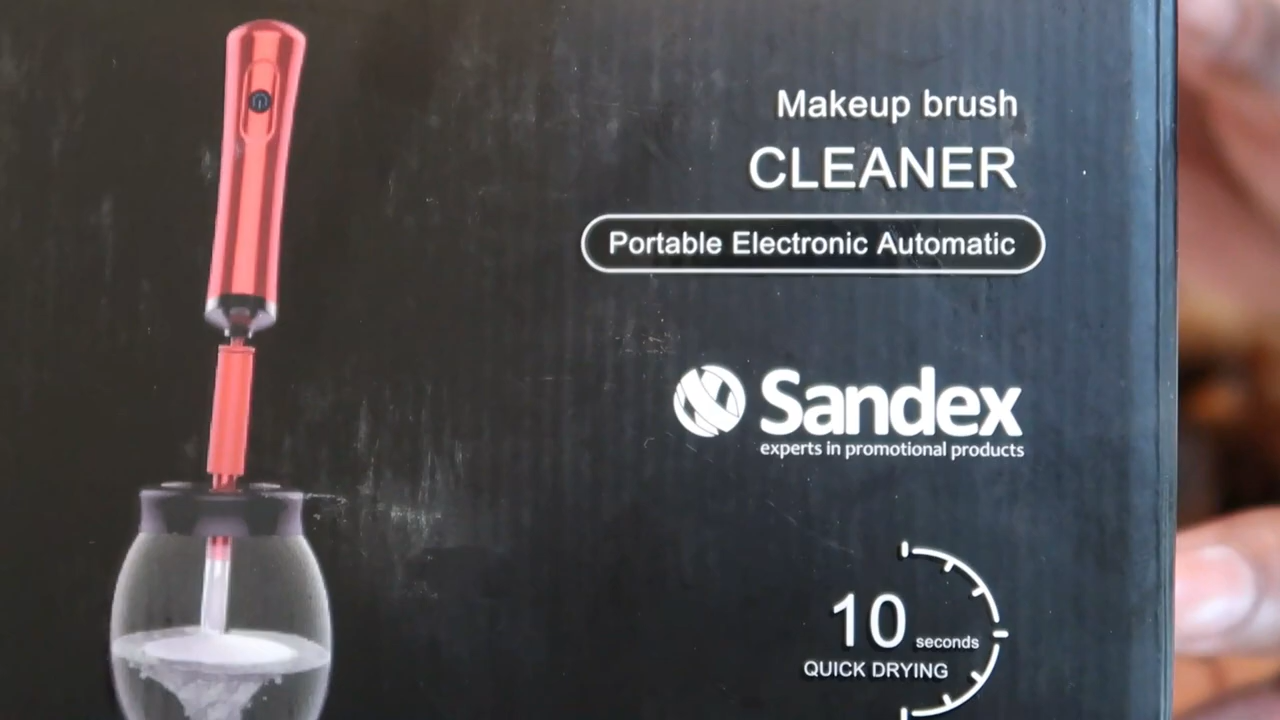 Makeup brush
CLEANER
Portable Electronic Automatic
Sandex
experts in promotional products
10 seconds
QUICK DRYING